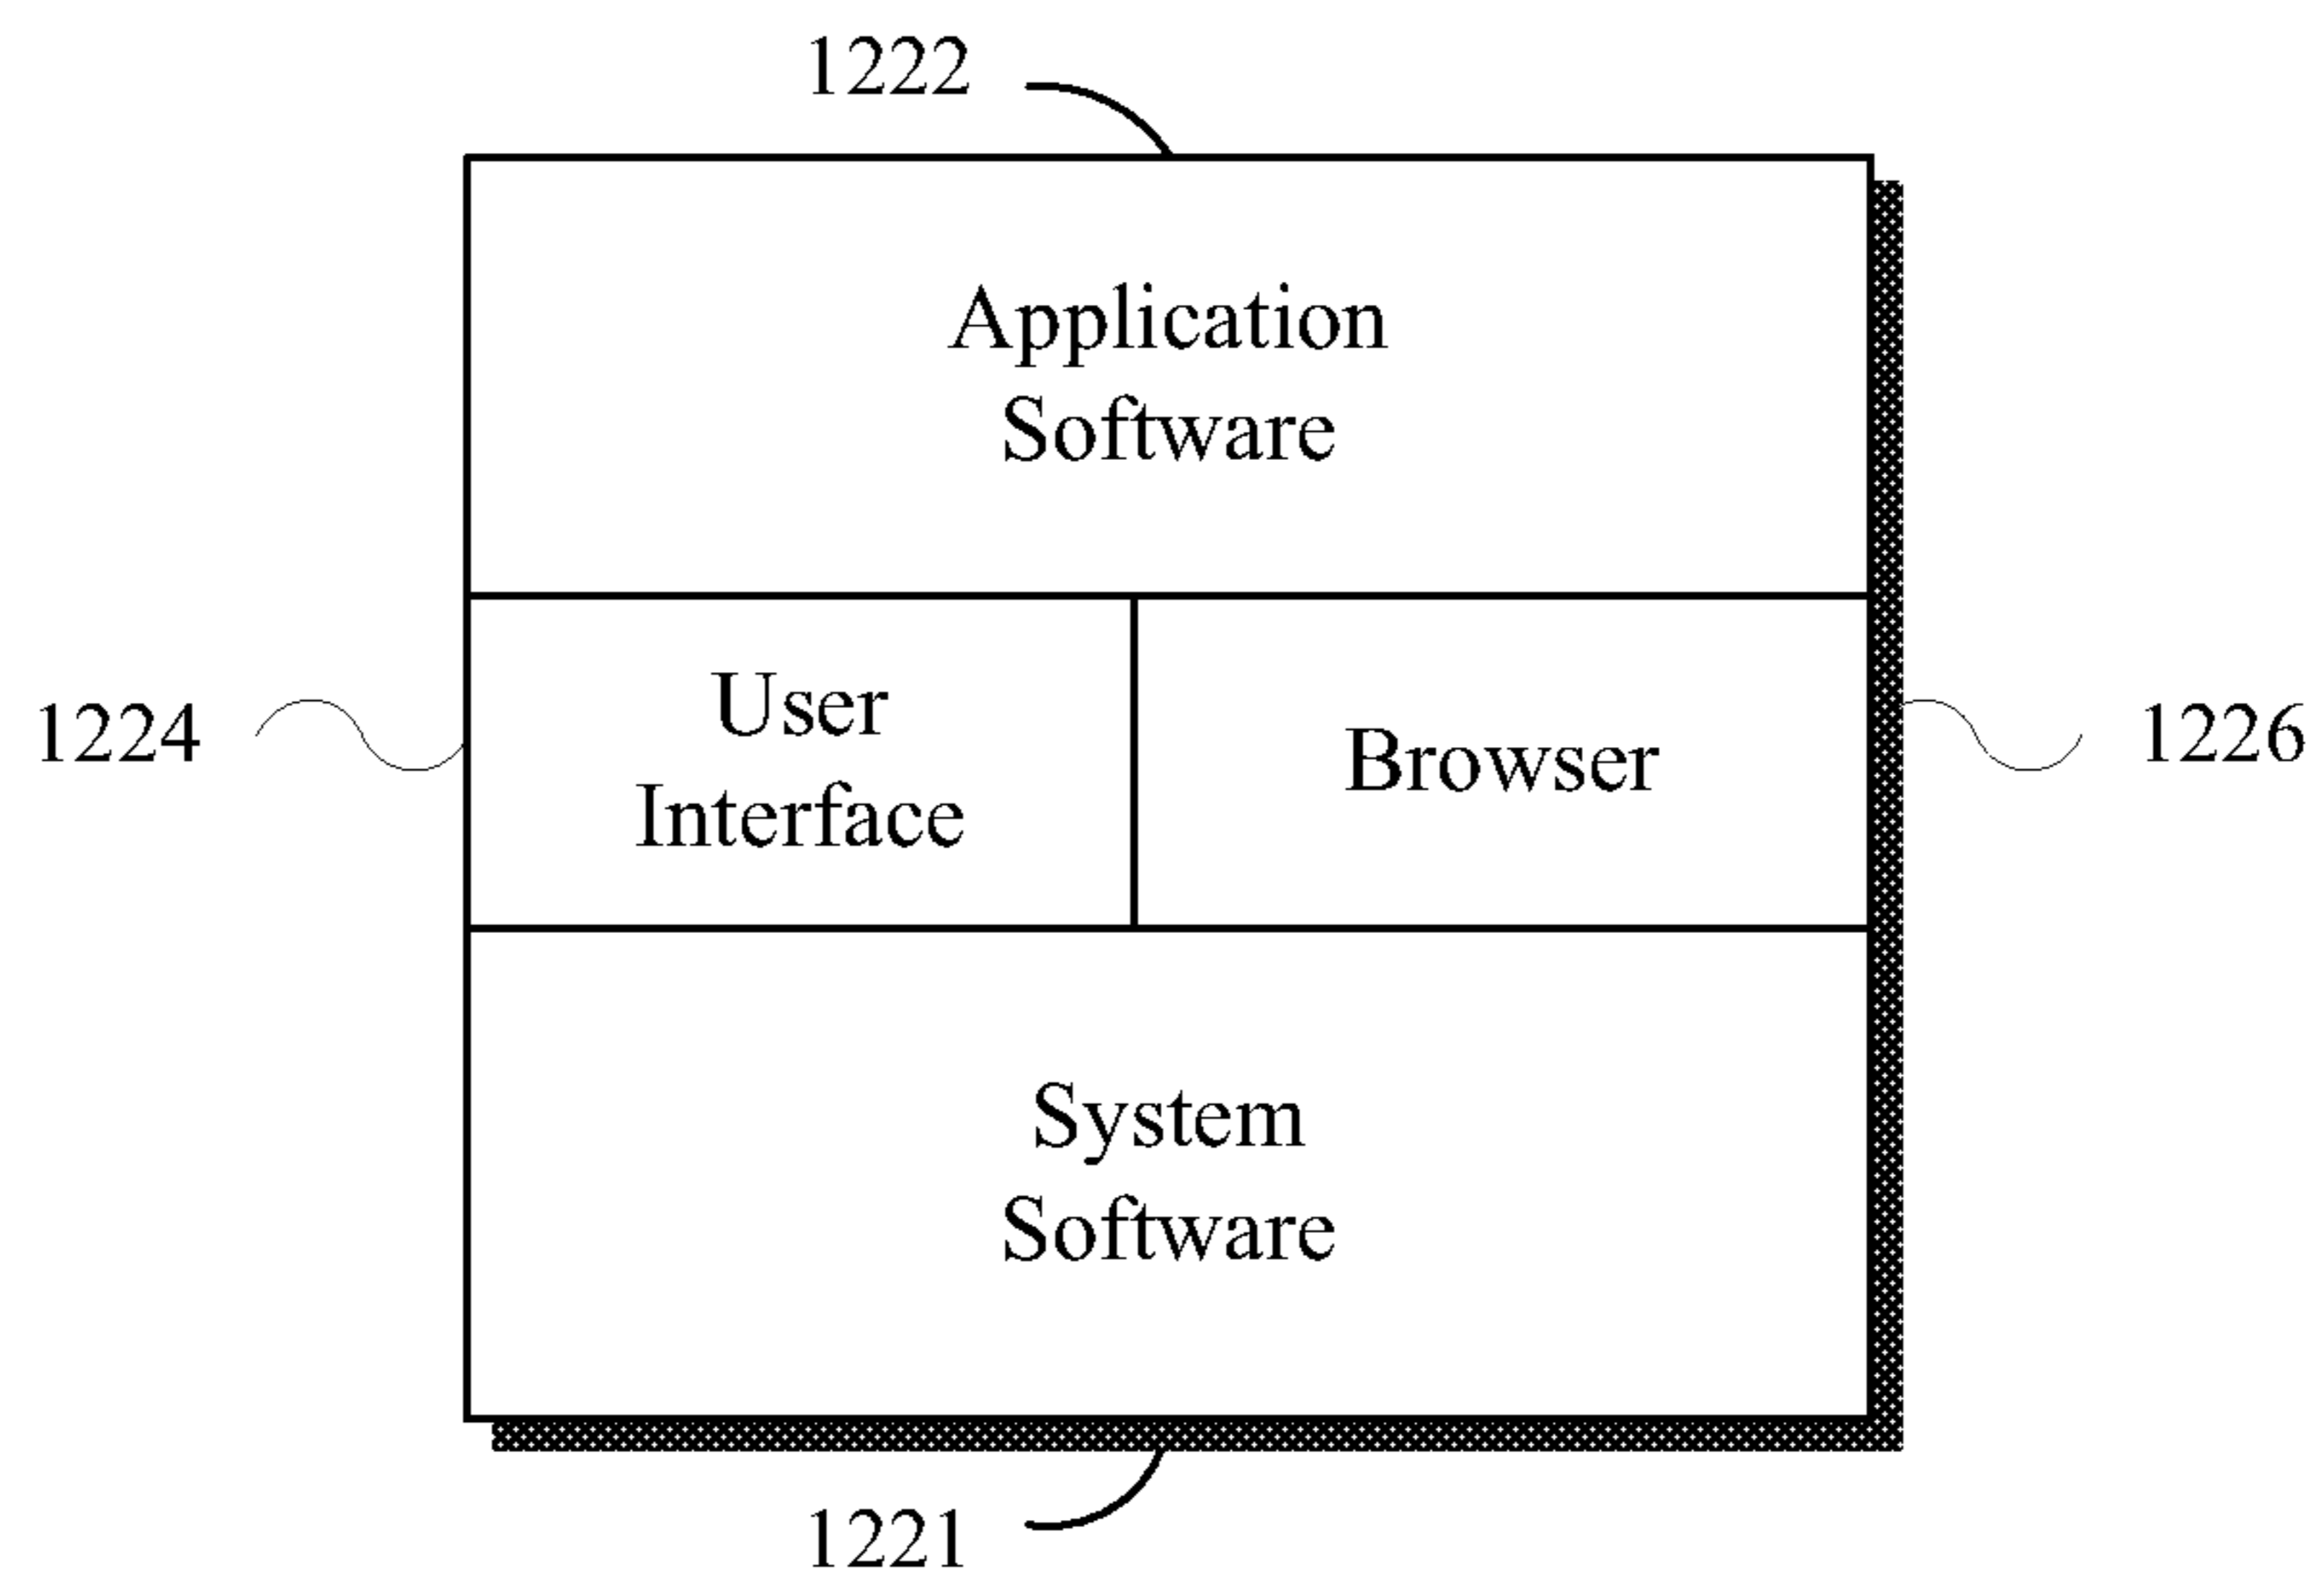 1222
Application
Software
1224
User
Interface
Browser
1226
System
Software
1221